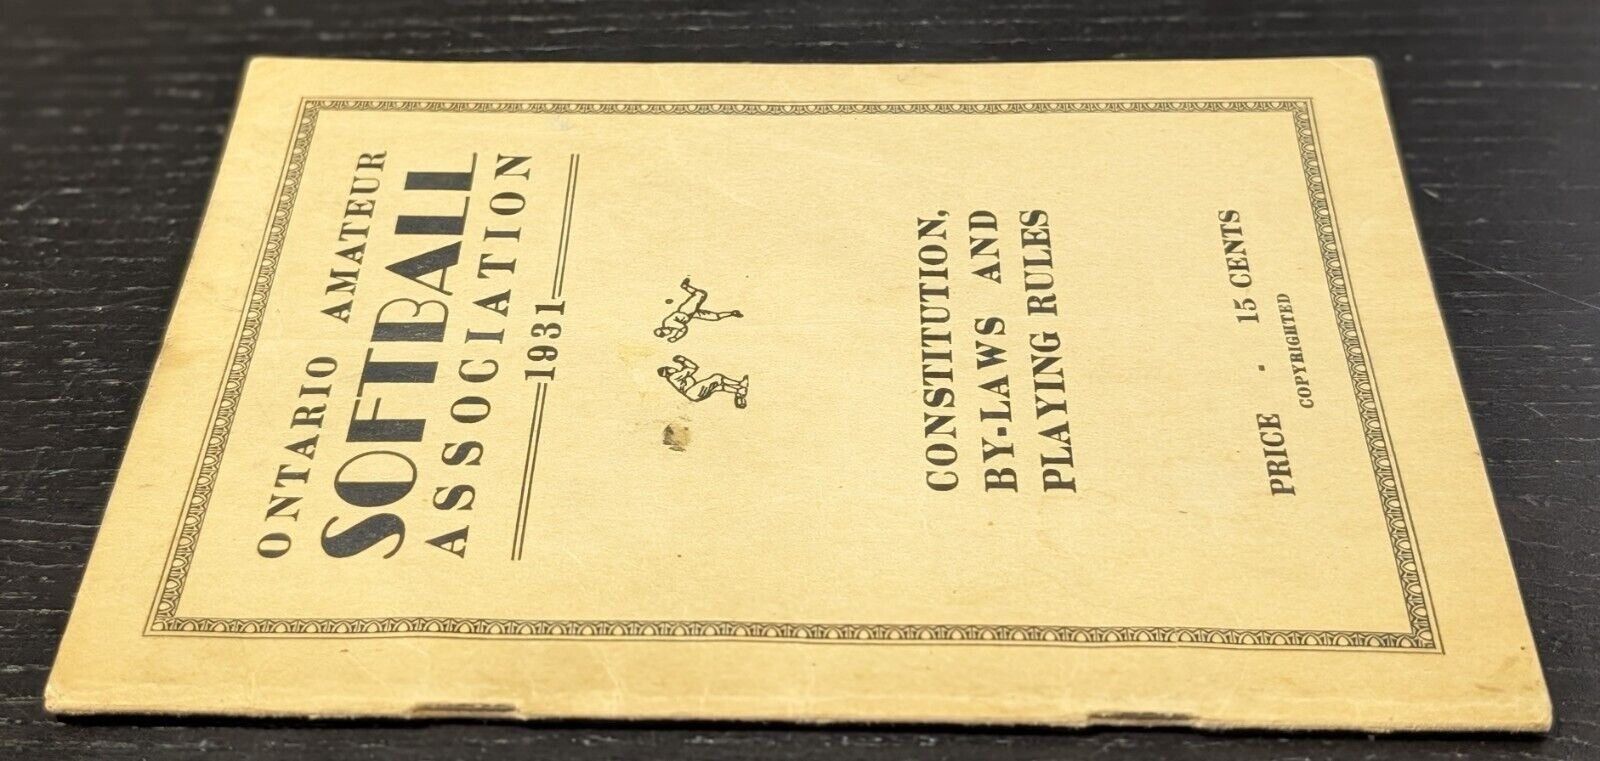 ONTARIO AMATEUR
SOFTBALL
ASSOCIATION
1931
CONSTITUTION,
BY-LAWS AND
PLAYING RULES
PRICE - 15 CENTS
COPYRIGHTED